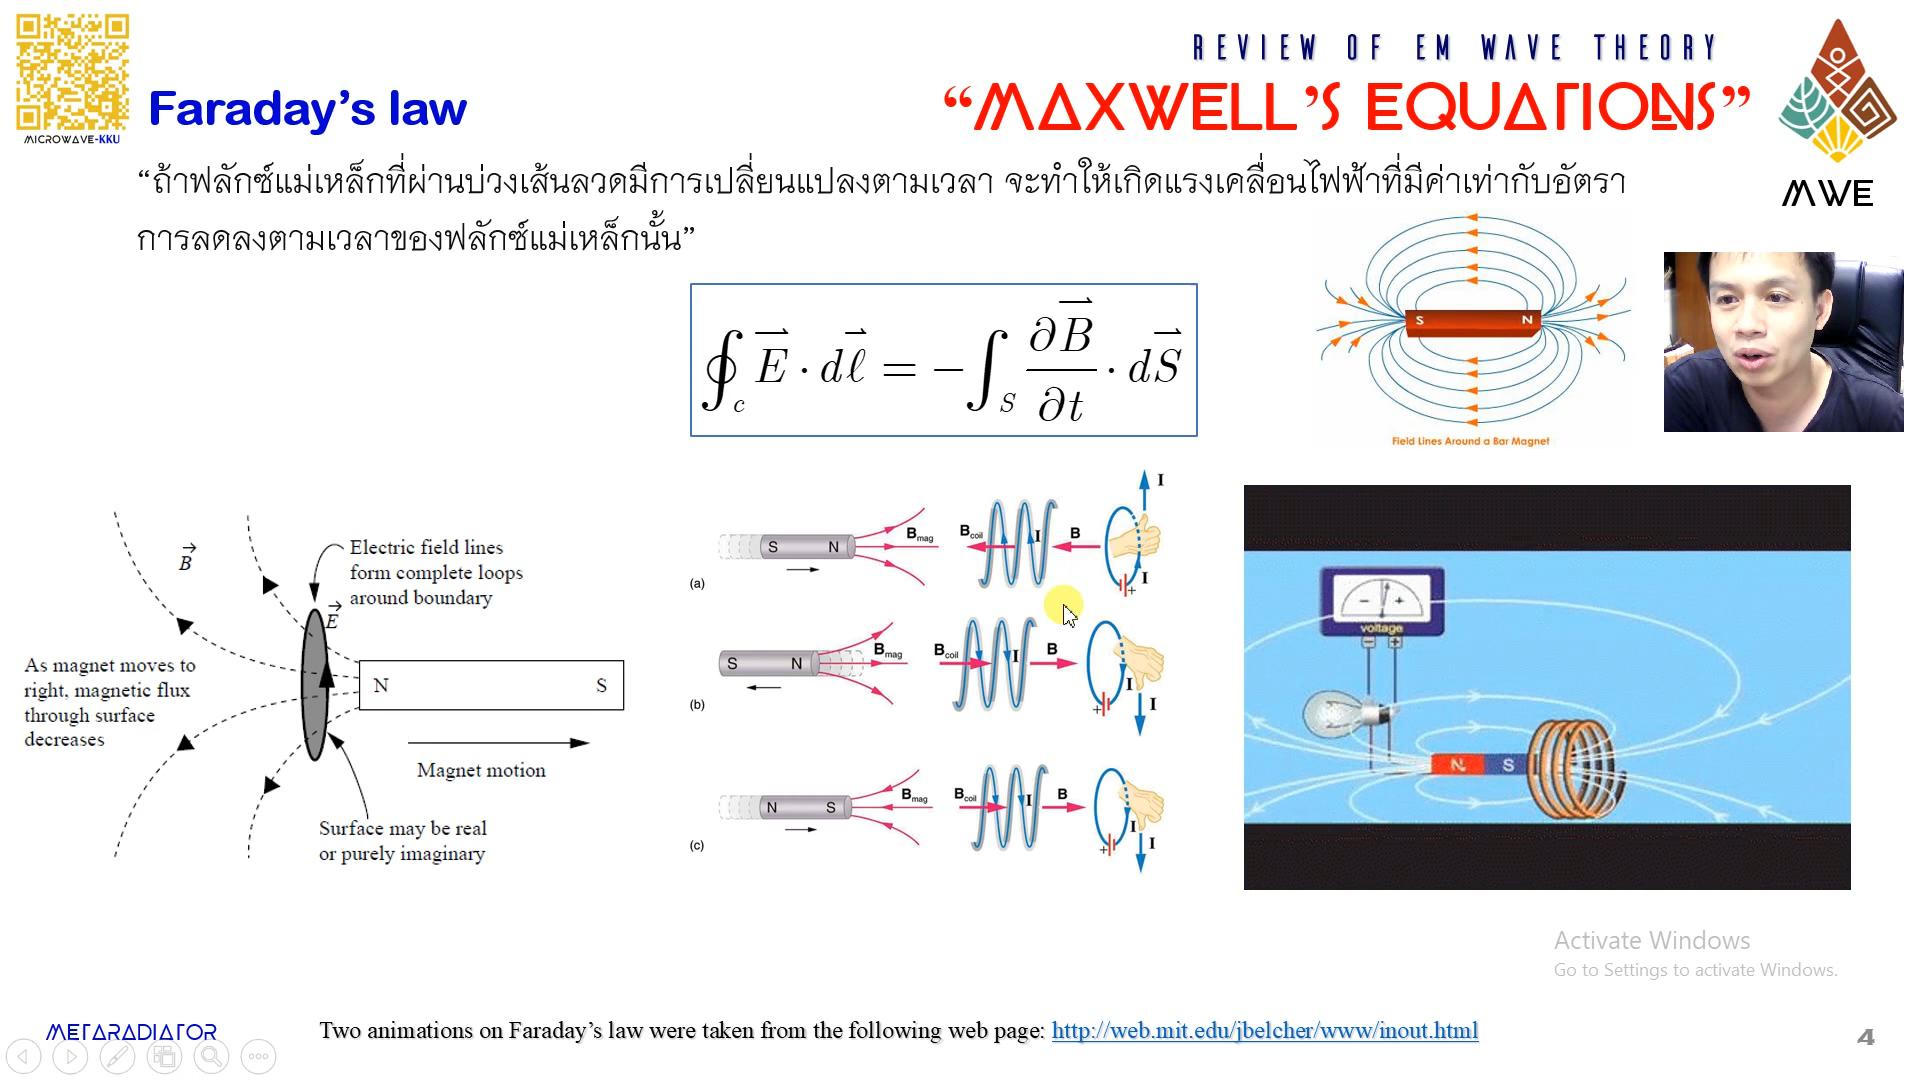 REVIEW OF EM WAVE THEORY
“MAXWELL’S EQUATIONS”
MICROWAVE-KKU
Faraday’s law
MWE
“ถ้าฟลักซ์แม่เหล็กที่ผ่านบ่วงเส้นลวดมีการเปลี่ยนแปลงตามเวลา จะทำให้เกิดแรงเคลื่อนไฟฟ้าที่มีค่าเท่ากับอัตรา
การลดลงตามเวลาของฟลักซ์แม่เหล็กนั้น”
∮c E⃗ · dℓ⃗ = −∫S ∂B⃗/∂t · dS⃗
S N
Field Lines Around a Bar Magnet
B⃗
Electric field lines
form complete loops
around boundary
E⃗
As magnet moves to
right, magnetic flux
through surface
decreases
N S
Magnet motion
Surface may be real
or purely imaginary
S N Bmag Bcoil I B I I +
(a)
S N Bmag Bcoil I B I I +
(b)
N S Bmag Bcoil I B I I +
(c)
− +
voltage
− +
N S
Activate Windows
Go to Settings to activate Windows.
METARADIATOR
Two animations on Faraday’s law were taken from the following web page: http://web.mit.edu/jbelcher/www/inout.html
4